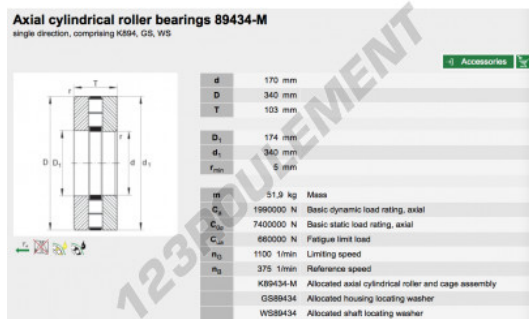 Axial cylindrical roller bearings 89434-M
single direction, comprising K894, GS, WS
Accessories
d 170 mm
D 340 mm
T 103 mm
D1 174 mm
d1 340 mm
rmin 5 mm
m 51,9 kg Mass
Ca 1990000 N Basic dynamic load rating, axial
C0a 7400000 N Basic static load rating, axial
Cua 660000 N Fatigue limit load
nG 1100 1/min Limiting speed
nB 375 1/min Reference speed
K89434-M Allocated axial cylindrical roller and cage assembly
GS89434 Allocated housing locating washer
WS89434 Allocated shaft locating washer
T
r
D D1 r d d1
123ROULEMENT